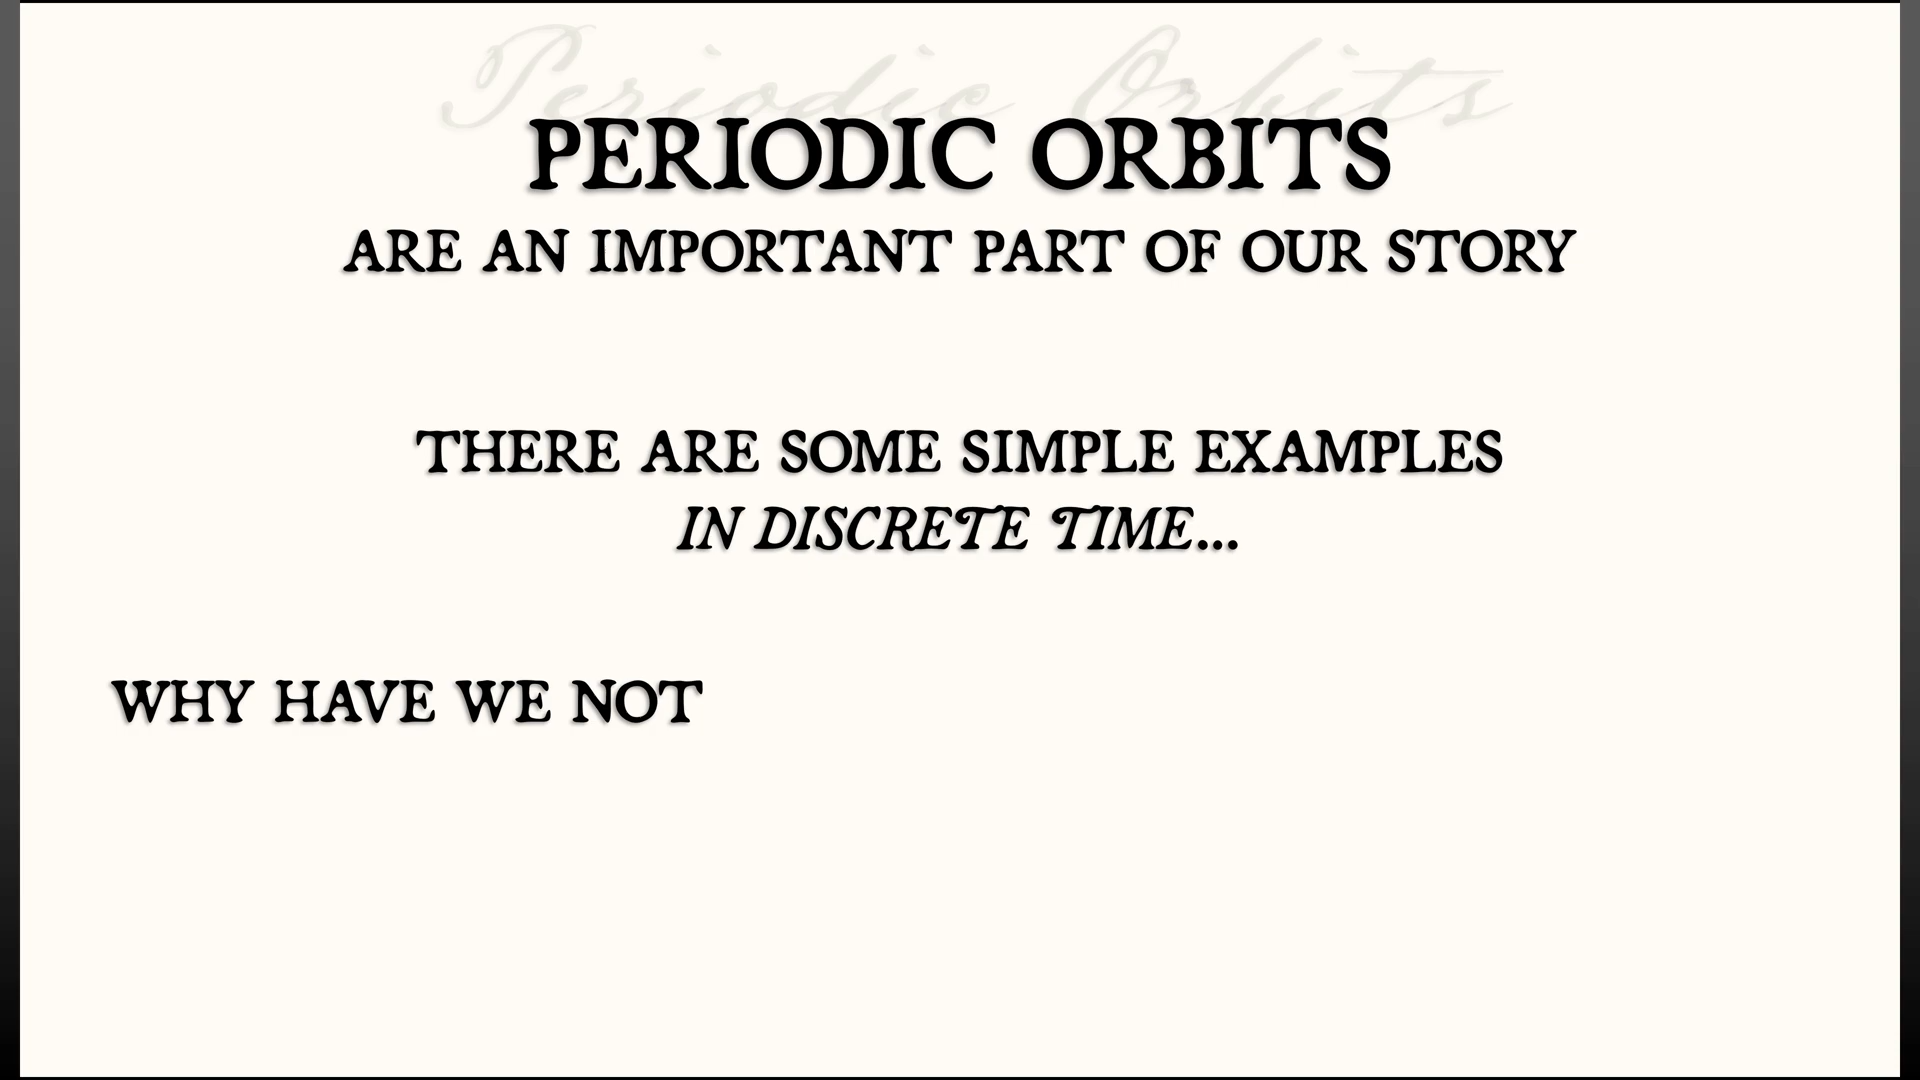 Periodic Orbits
PERIODIC ORBITS
ARE AN IMPORTANT PART OF OUR STORY
THERE ARE SOME SIMPLE EXAMPLES
IN DISCRETE TIME...
WHY HAVE WE NOT